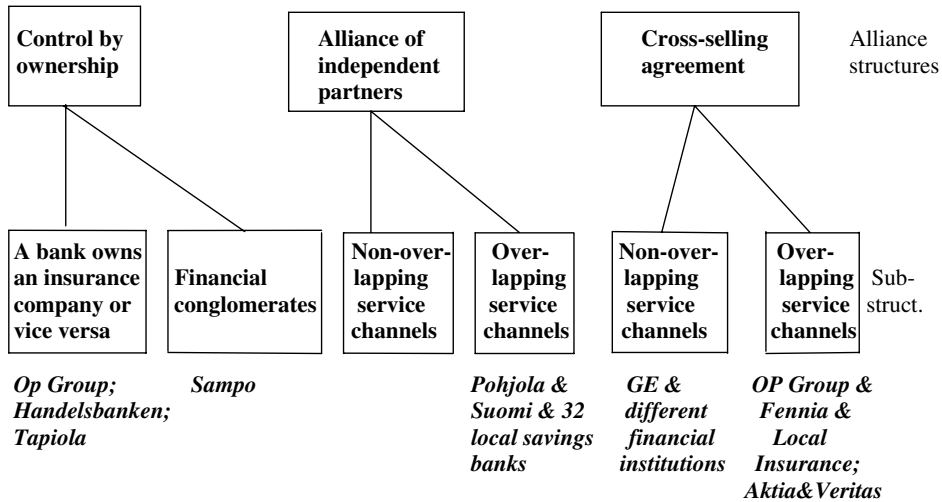 Control by
ownership
Alliance of
independent
partners
Cross-selling
agreement
Alliance
structures
A bank owns
an insurance
company or
vice versa
Financial
conglomerates
Non-over-
lapping
service
channels
Over-
lapping
service
channels
Non-over-
lapping
service
channels
Over-
lapping
service
channels
Sub-
struct.
Op Group;
Handelsbanken;
Tapiola
Sampo
Pohjola &
Suomi & 32
local savings
banks
GE &
different
financial
institutions
OP Group &
Fennia &
Local
Insurance;
Aktia&Veritas